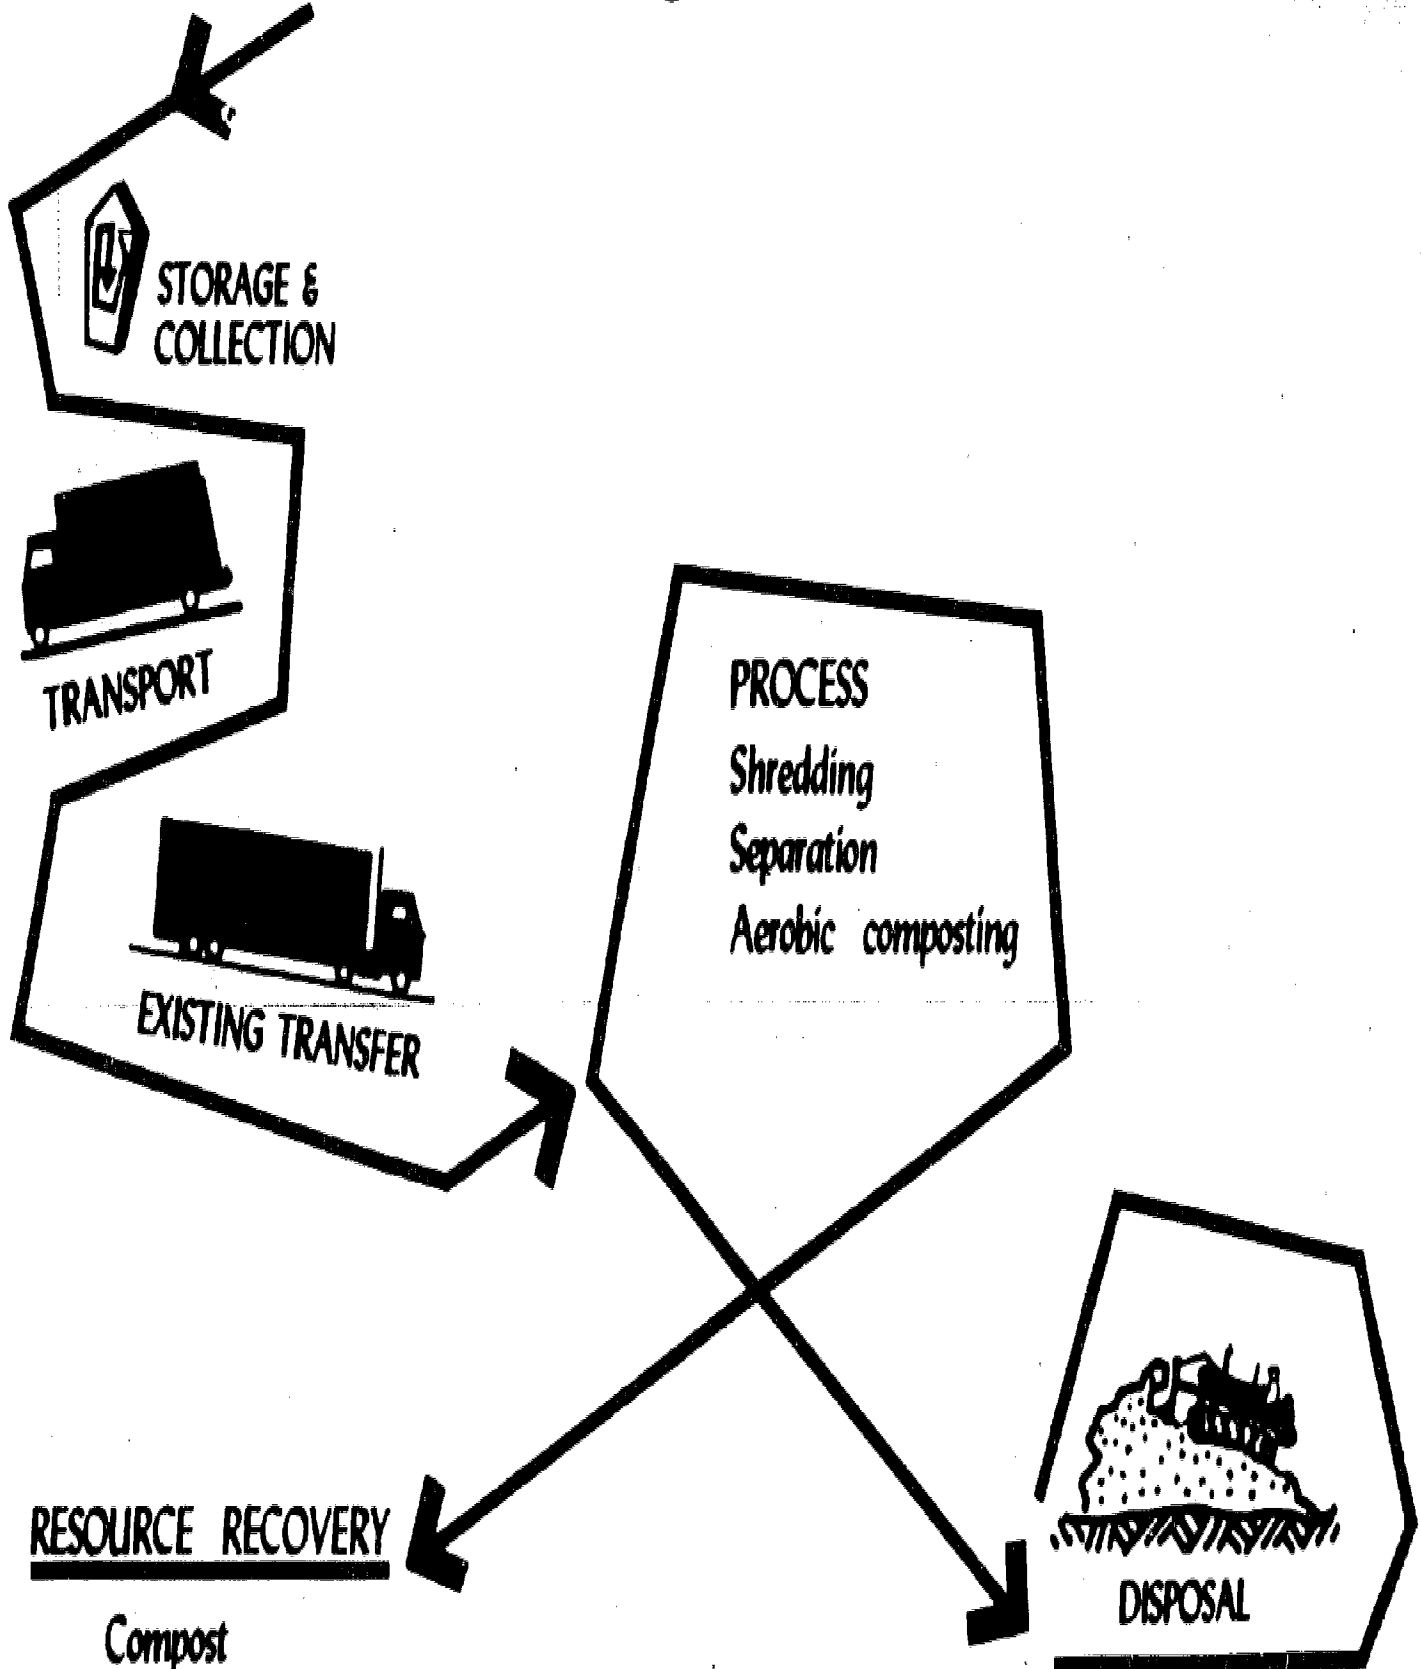 STORAGE &
COLLECTION
TRANSPORT
EXISTING TRANSFER
PROCESS
Shredding
Separation
Aerobic composting
RESOURCE RECOVERY
Compost
DISPOSAL